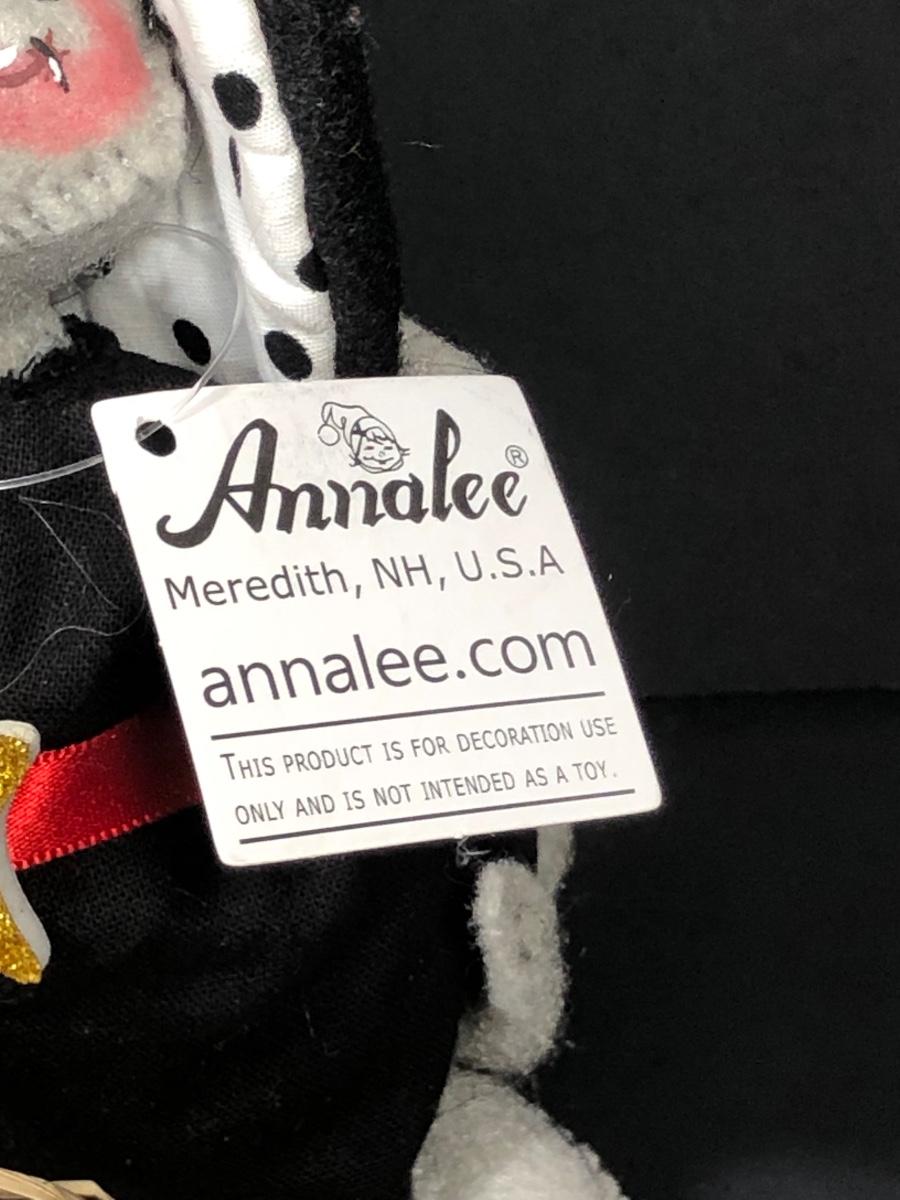 Annalee®
Meredith, NH, U.S.A
annalee.com
THIS PRODUCT IS FOR DECORATION USE
ONLY AND IS NOT INTENDED AS A TOY.